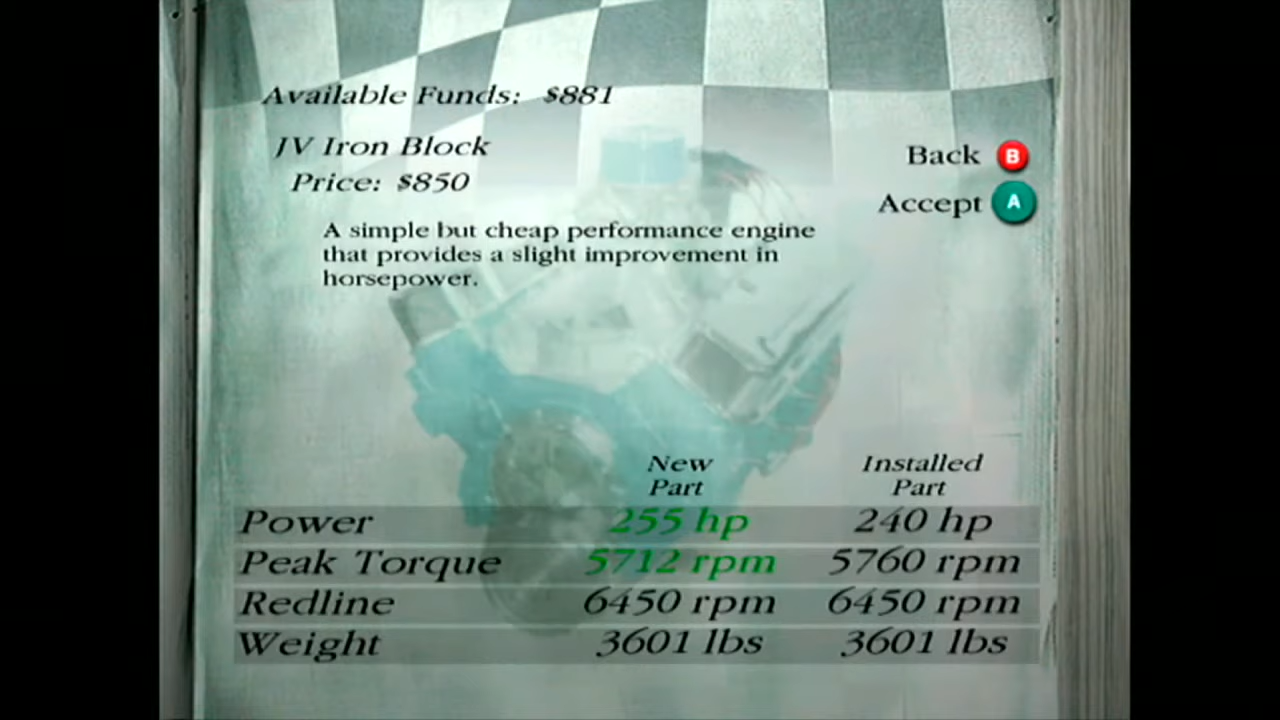 Available Funds: $881
JV Iron Block
Price: $850
Back B
Accept A
A simple but cheap performance engine
that provides a slight improvement in
horsepower.
New Part
Installed Part
Power 255 hp 240 hp
Peak Torque 5712 rpm 5760 rpm
Redline 6450 rpm 6450 rpm
Weight 3601 lbs 3601 lbs